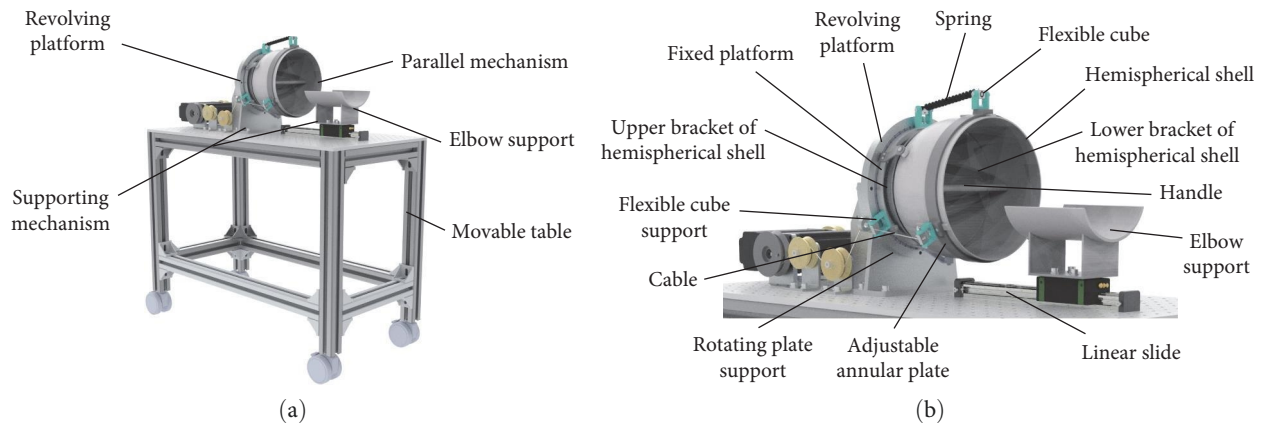 Revolving
platform
Parallel mechanism
Elbow support
Supporting
mechanism
Movable table
(a)
Revolving
platform
Spring
Flexible cube
Fixed platform
Hemispherical shell
Upper bracket of
hemispherical shell
Lower bracket of
hemispherical shell
Handle
Flexible cube
support
Elbow
support
Cable
Rotating plate
support
Adjustable
annular plate
Linear slide
(b)